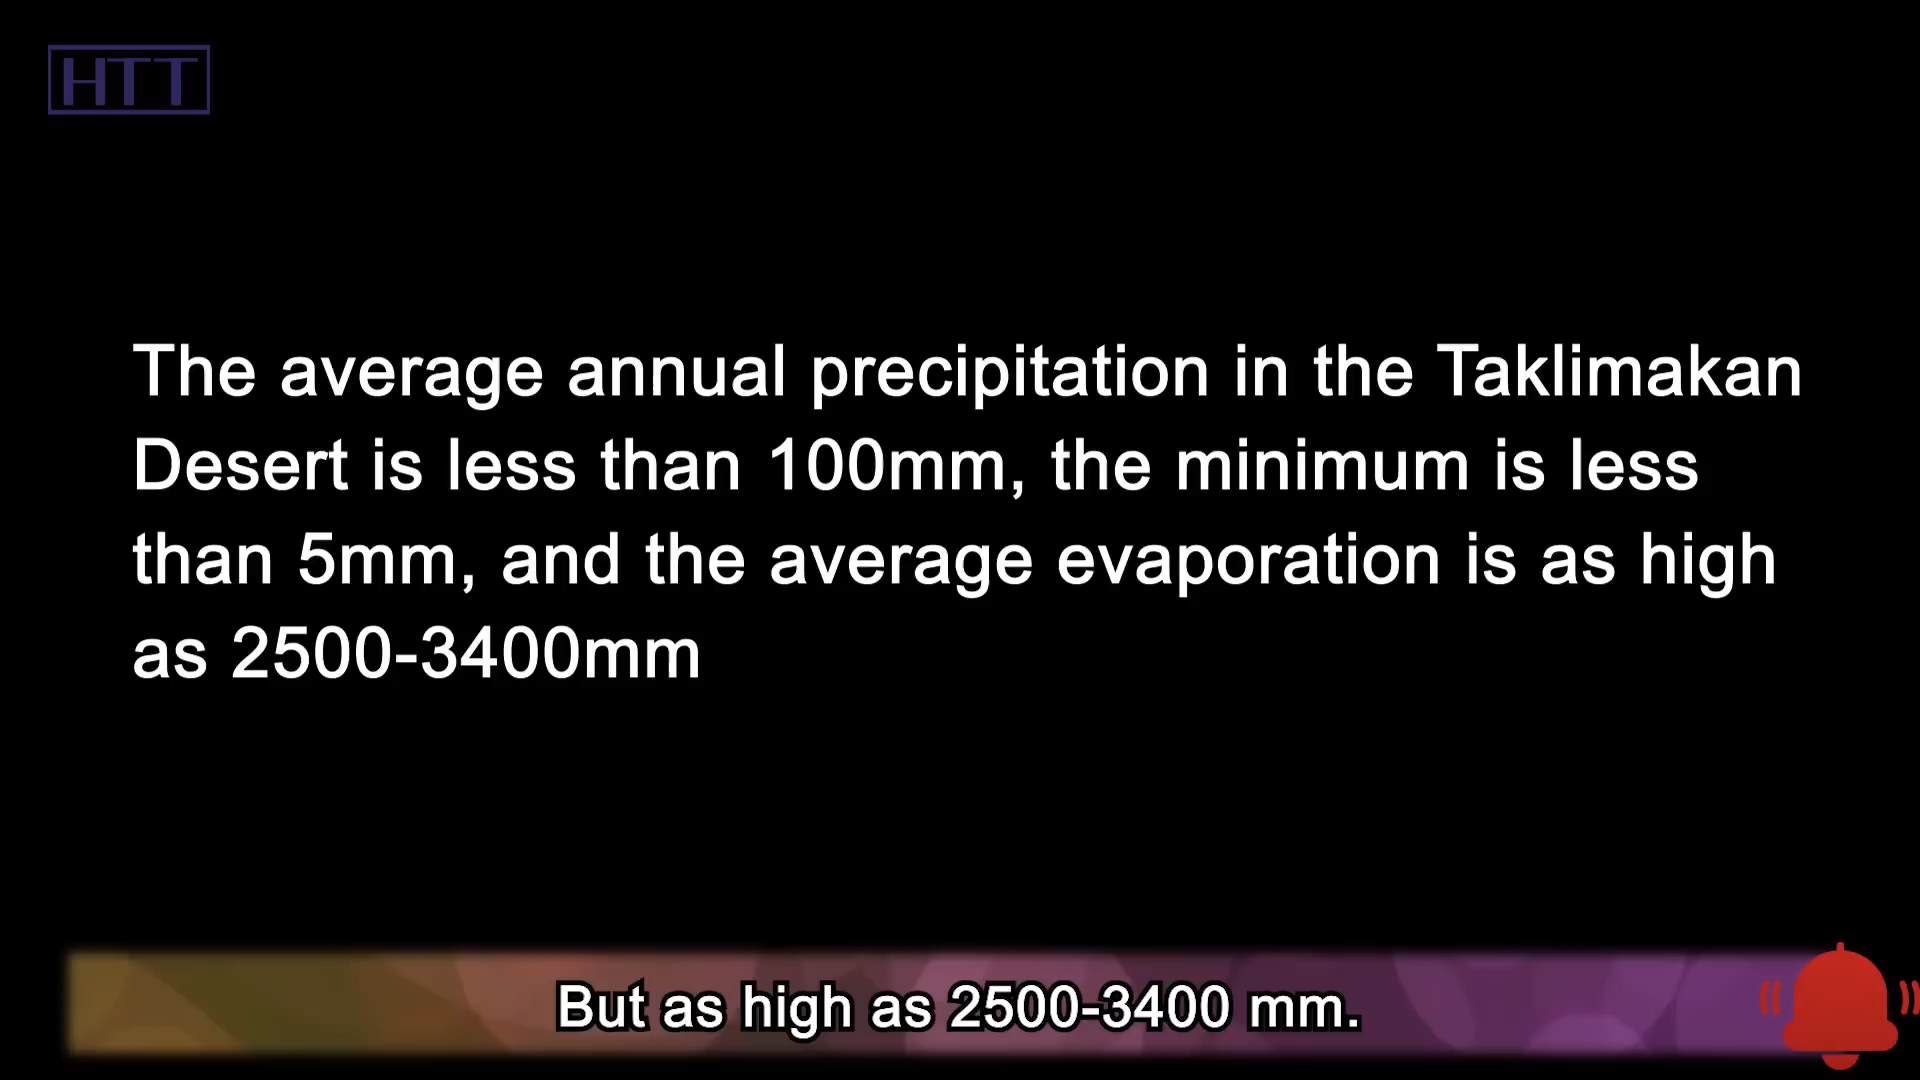 HTT
The average annual precipitation in the Taklimakan
Desert is less than 100mm, the minimum is less
than 5mm, and the average evaporation is as high
as 2500-3400mm
But as high as 2500-3400 mm.